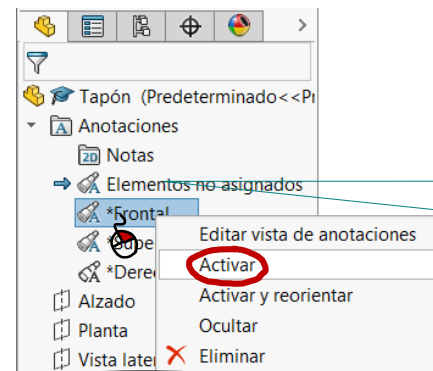 Tapón (Predeterminado<<Pr
Anotaciones
2D Notas
Elementos no asignados
*Frontal
*Supe
*Dere
Alzado
Planta
Vista later
Editar vista de anotaciones
Activar
Activar y reorientar
Ocultar
Eliminar